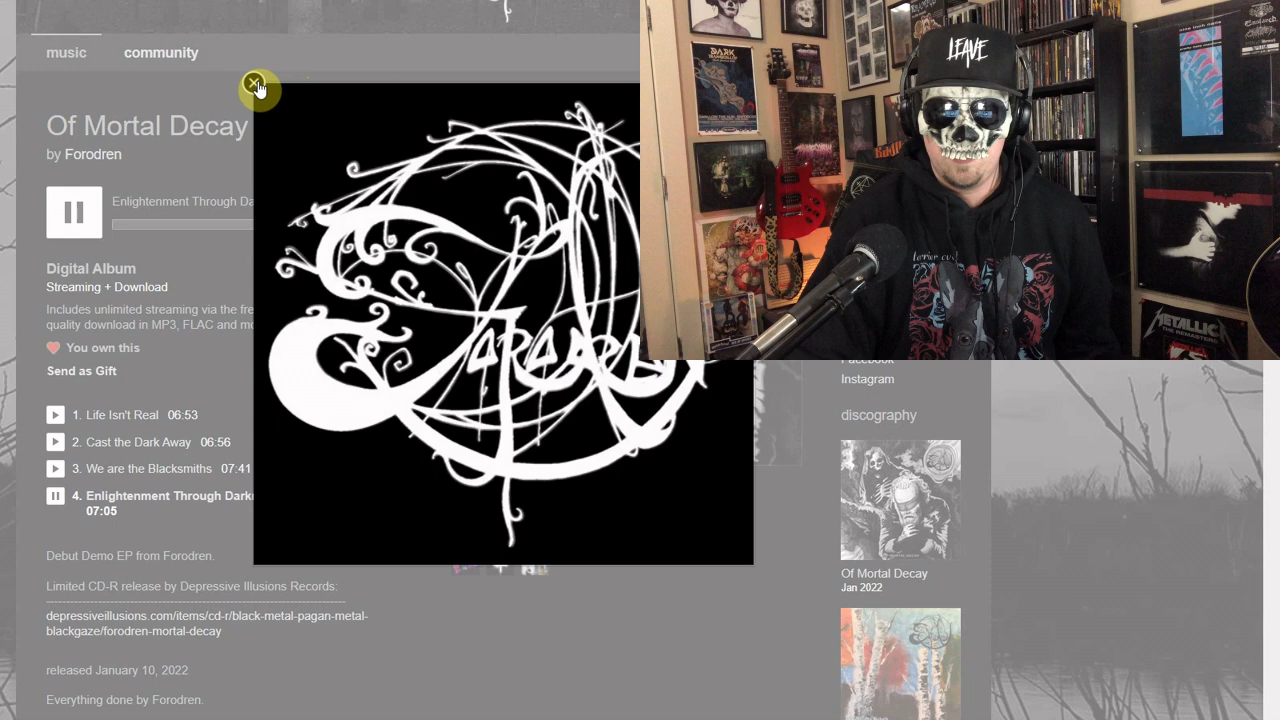 music community
Of Mortal Decay
by Forodren
Enlightenment Through Da
Digital Album
Streaming + Download
Includes unlimited streaming via the fre
quality download in MP3, FLAC and mo
You own this
Send as Gift
1. Life Isn't Real 06:53
2. Cast the Dark Away 06:56
3. We are the Blacksmiths 07:41
4. Enlightenment Through Dark
07:05
Debut Demo EP from Forodren.
Limited CD-R release by Depressive Illusions Records:
depressiveillusions.com/items/cd-r/black-metal-pagan-metal-
blackgaze/forodren-mortal-decay
released January 10, 2022
Everything done by Forodren.
LEAVE
DARK
METALLICA
THE REMASTERS
Facebook
Instagram
discography
Of Mortal Decay
Jan 2022